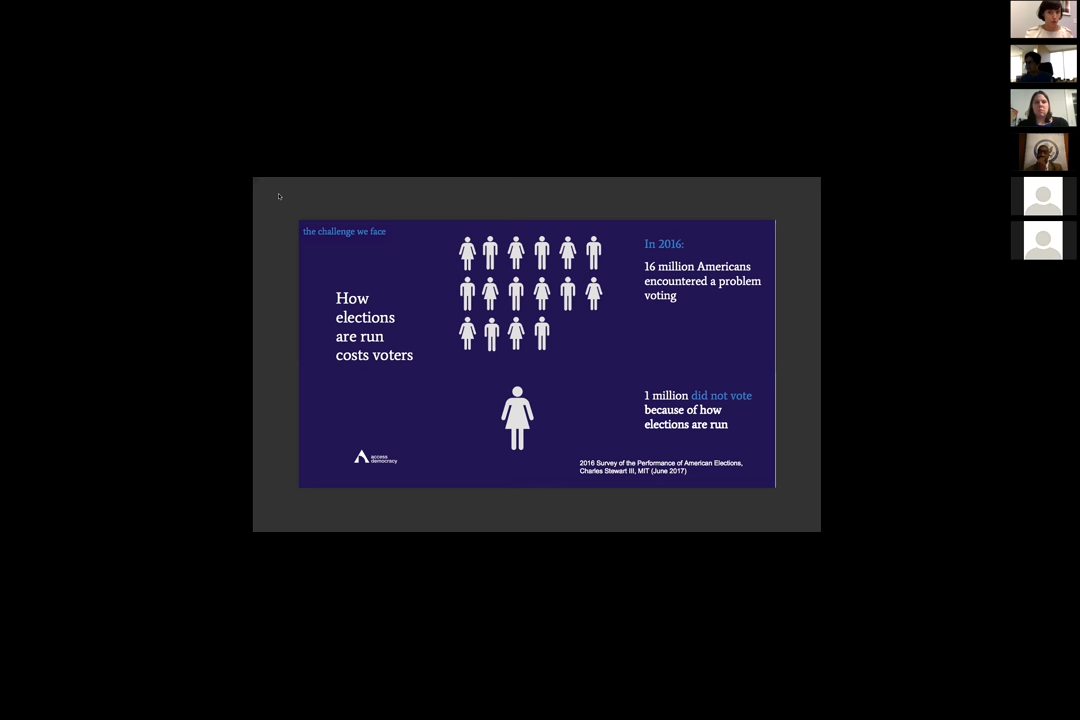 the challenge we face
How
elections
are run
costs voters
In 2016:
16 million Americans
encountered a problem
voting
1 million did not vote
because of how
elections are run
access
democracy
2016 Survey of the Performance of American Elections,
Charles Stewart III, MIT (June 2017)